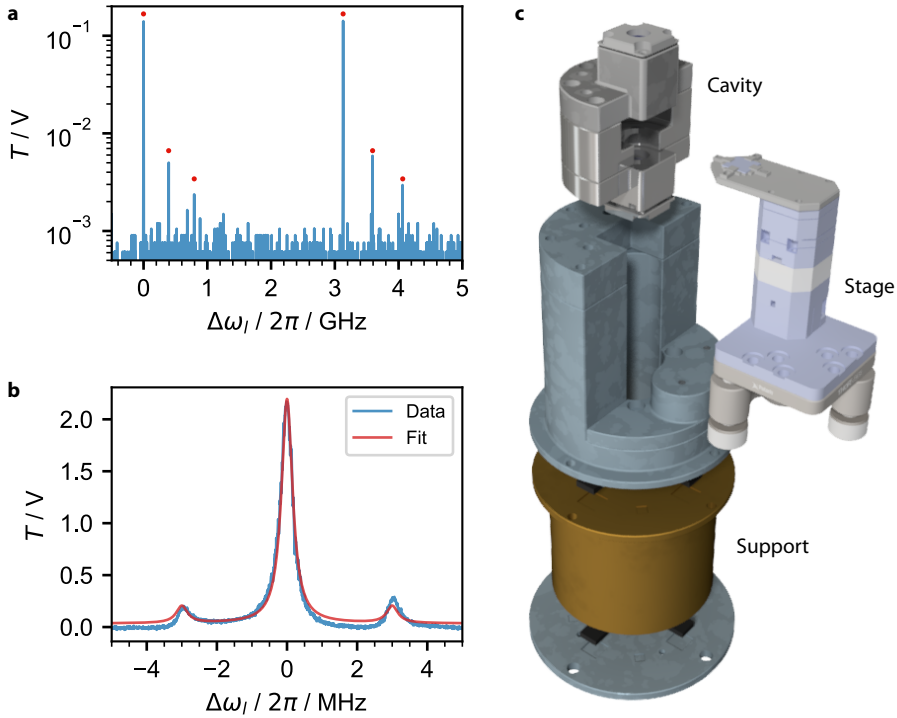 a
10⁻¹
10⁻²
10⁻³
T / V
0 1 2 3 4 5
Δω_l / 2π / GHz
b
Data
Fit
2.0
1.5
1.0
0.5
0.0
T / V
−4 −2 0 2 4
Δω_l / 2π / MHz
c
Cavity
Stage
Support